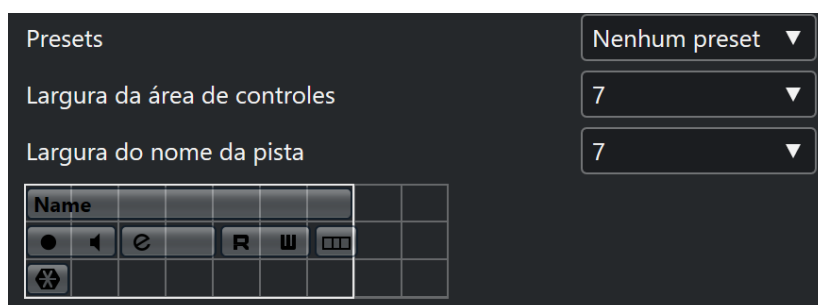 Presets Nenhum preset
Largura da área de controles 7
Largura do nome da pista 7
Name
e R W